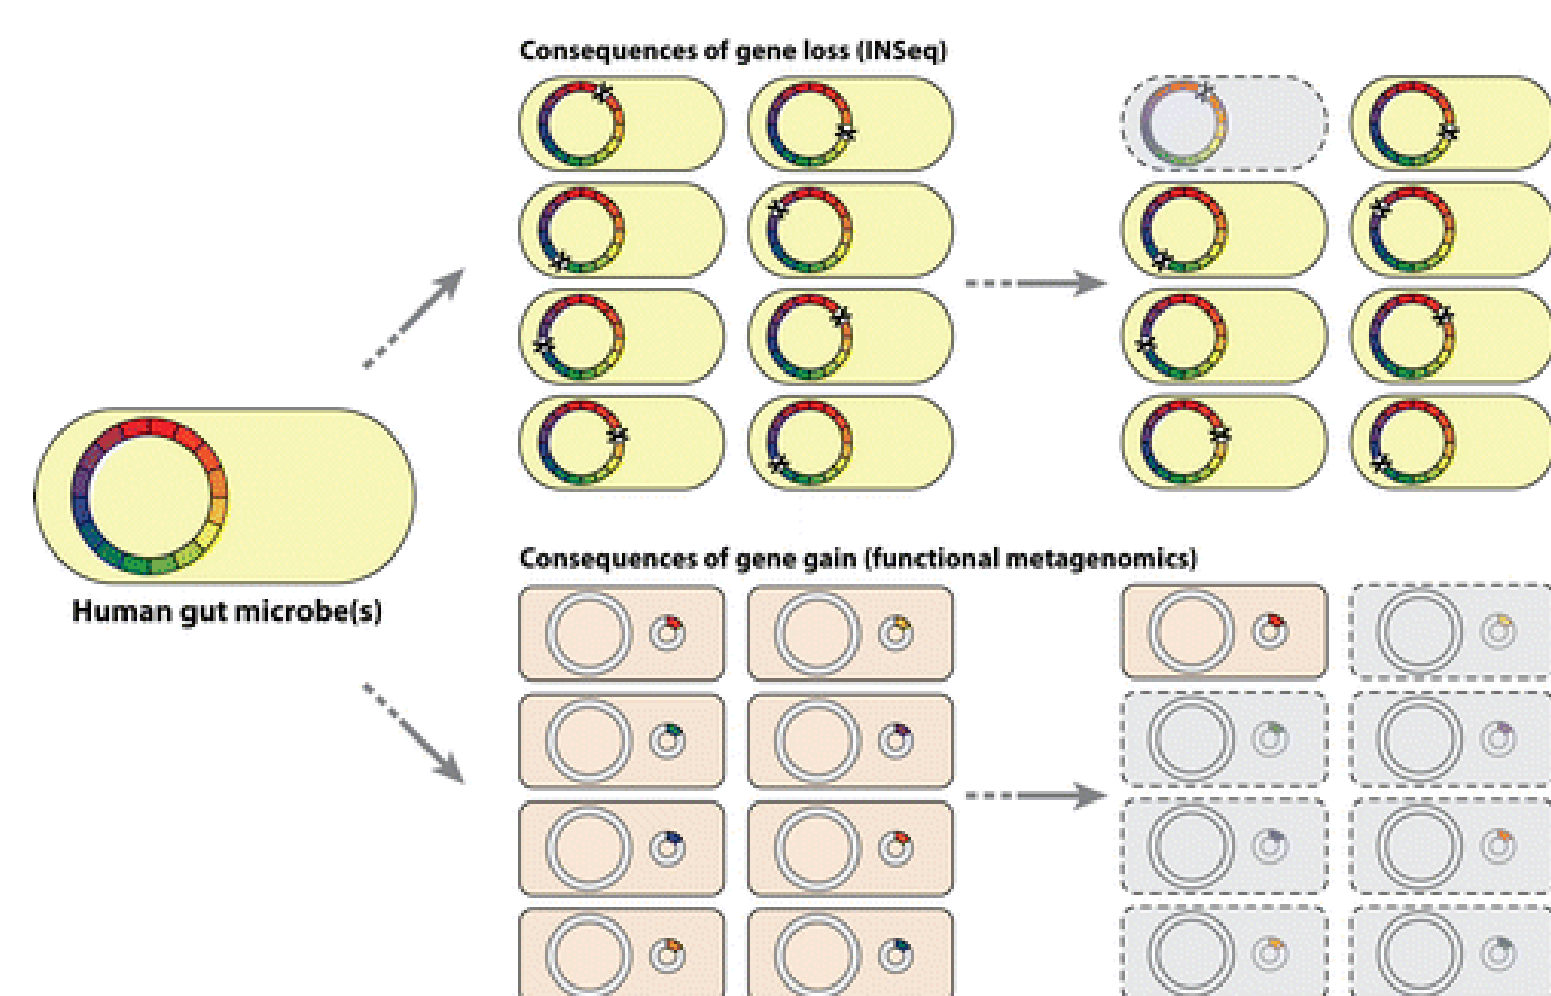 Consequences of gene loss (INSeq)
Human gut microbe(s)
Consequences of gene gain (functional metagenomics)